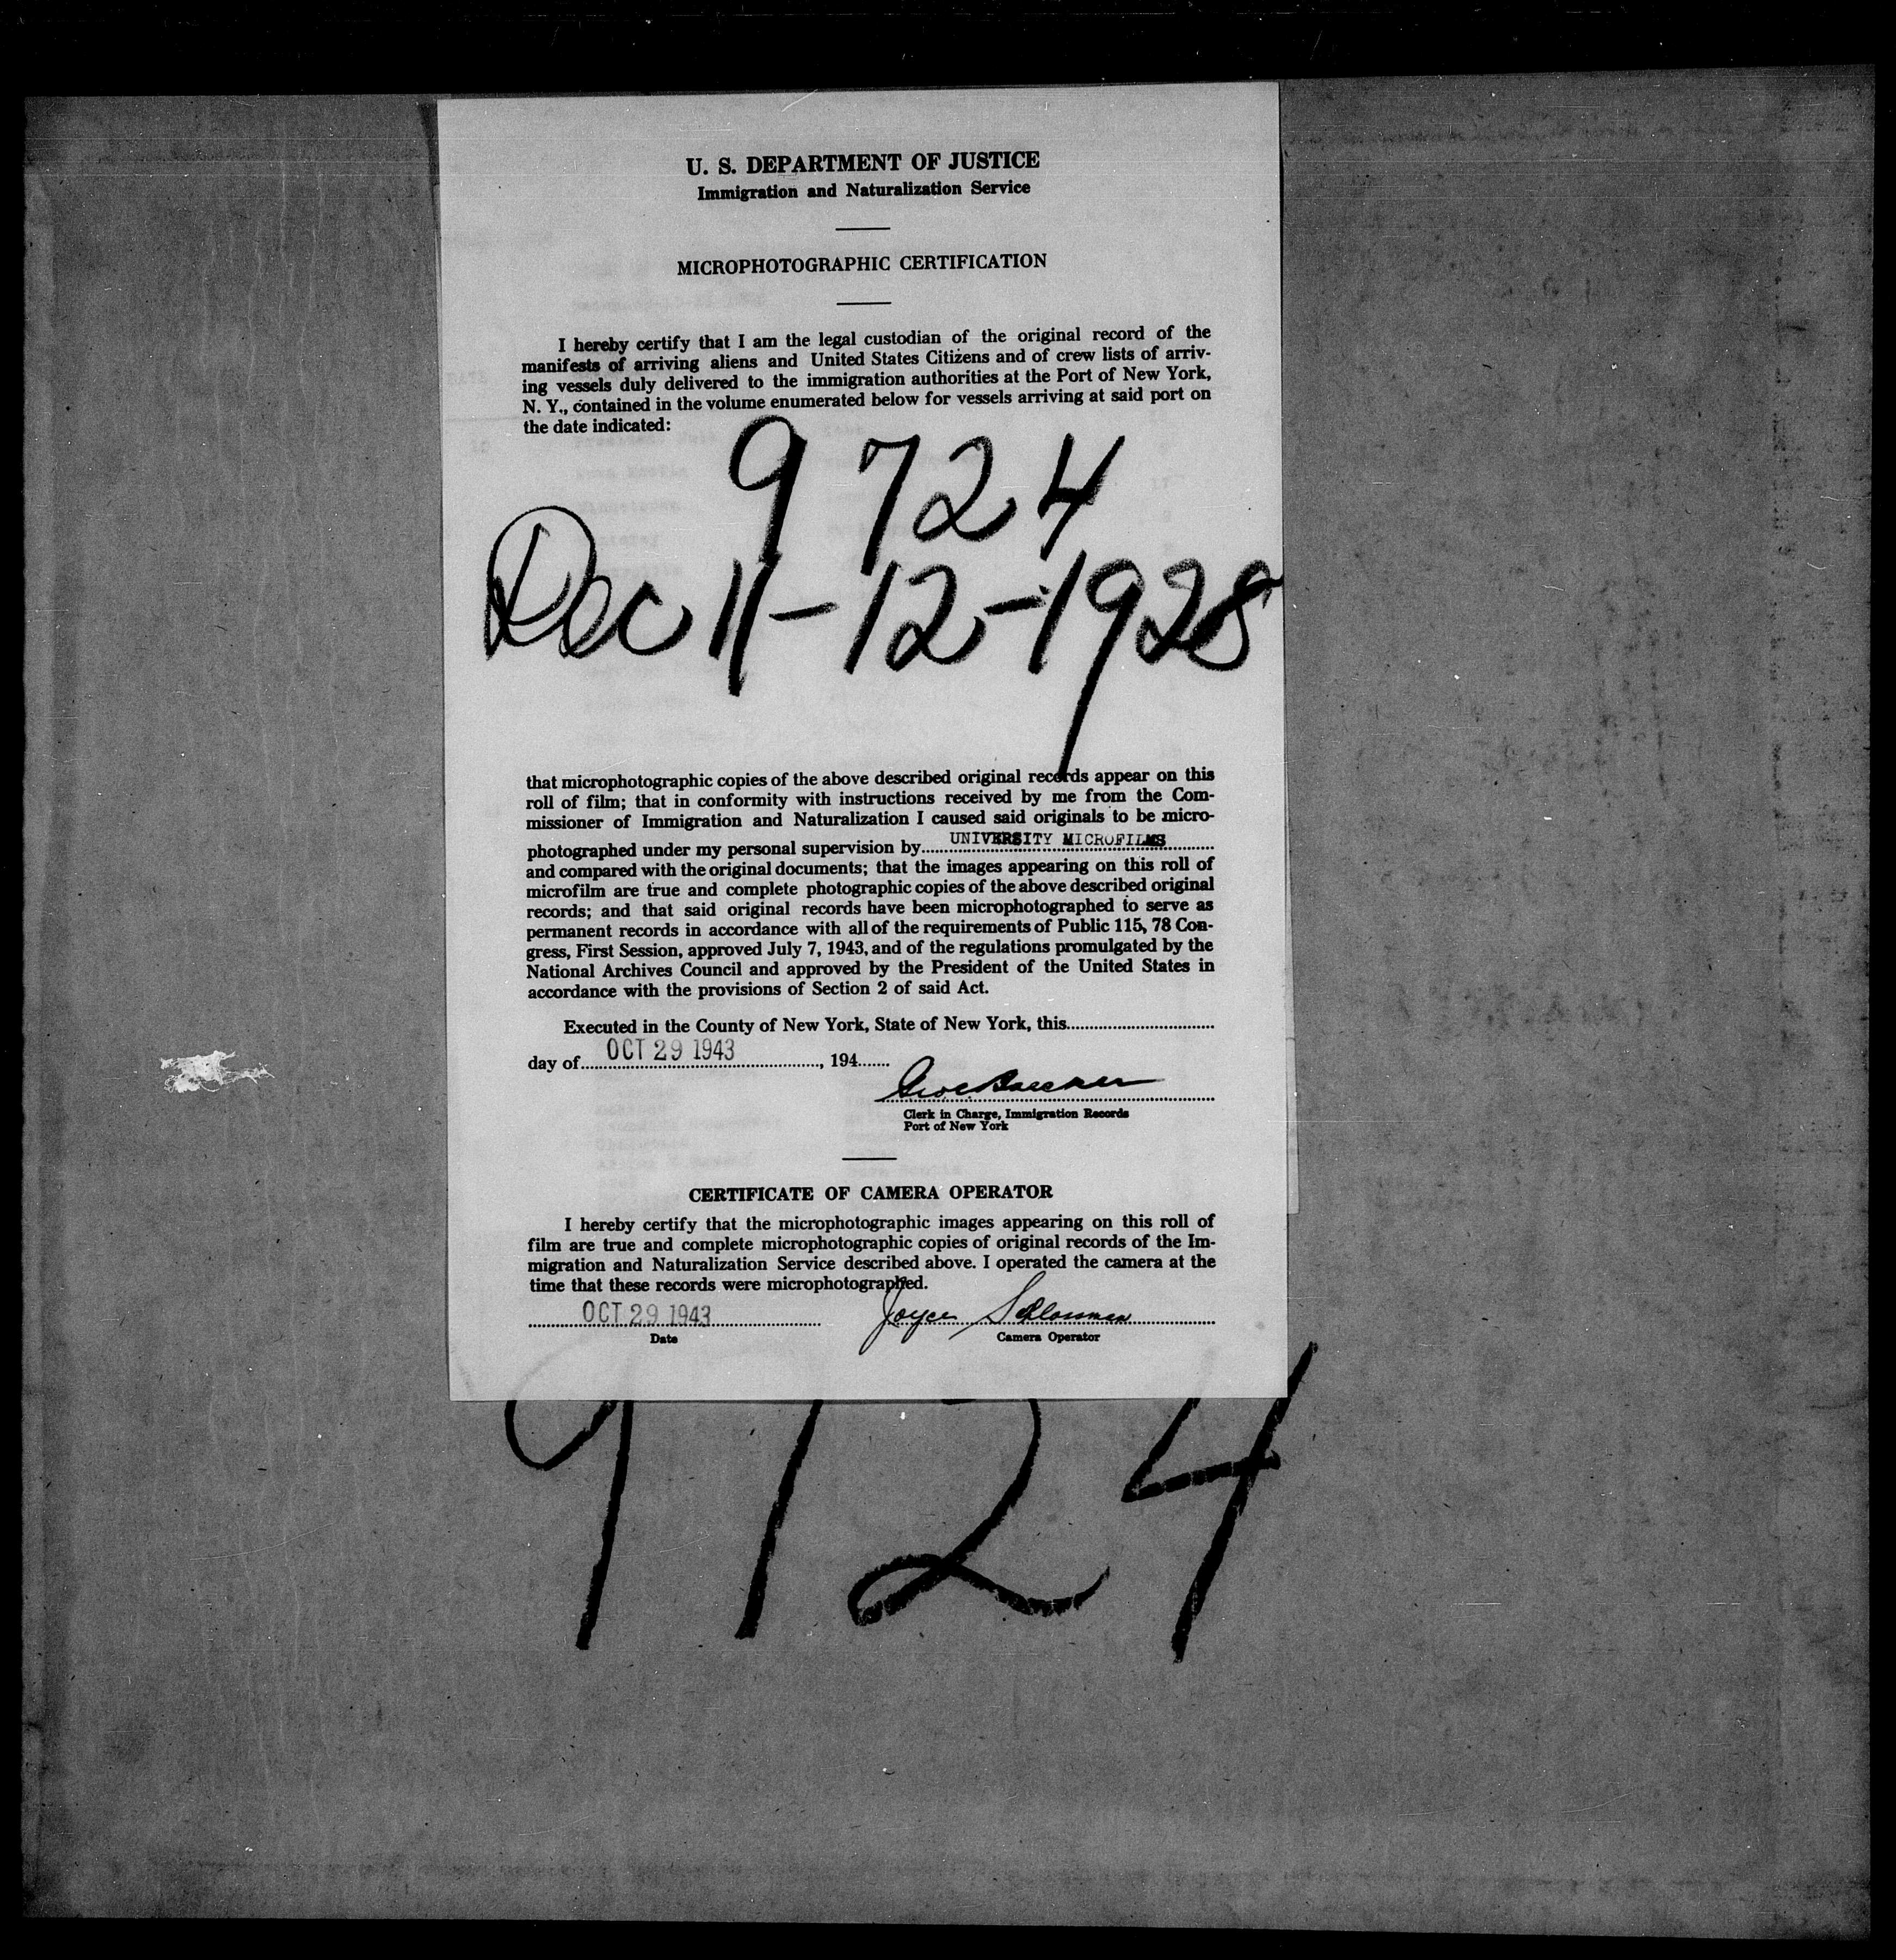 U. S. DEPARTMENT OF JUSTICE
Immigration and Naturalization Service
MICROPHOTOGRAPHIC CERTIFICATION
I hereby certify that I am the legal custodian of the original record of the
manifests of arriving aliens and United States Citizens and of crew lists of arriv-
ing vessels duly delivered to the immigration authorities at the Port of New York,
N. Y., contained in the volume enumerated below for vessels arriving at said port on
the date indicated:
9724
Dec 11-12-1928
that microphotographic copies of the above described original records appear on this
roll of film; that in conformity with instructions received by me from the Com-
missioner of Immigration and Naturalization I caused said originals to be micro-
photographed under my personal supervision by UNIVERSITY MICROFILMS
and compared with the original documents; that the images appearing on this roll of
microfilm are true and complete photographic copies of the above described original
records; and that said original records have been microphotographed to serve as
permanent records in accordance with all of the requirements of Public 115, 78 Con-
gress, First Session, approved July 7, 1943, and of the regulations promulgated by the
National Archives Council and approved by the President of the United States in
accordance with the provisions of Section 2 of said Act.
Executed in the County of New York, State of New York, this
day of OCT 29 1943, 194
Clerk in Charge, Immigration Records
Port of New York
CERTIFICATE OF CAMERA OPERATOR
I hereby certify that the microphotographic images appearing on this roll of
film are true and complete microphotographic copies of original records of the Im-
migration and Naturalization Service described above. I operated the camera at the
time that these records were microphotographed.
OCT 29 1943 Joyce Schlossman
Date Camera Operator
9724